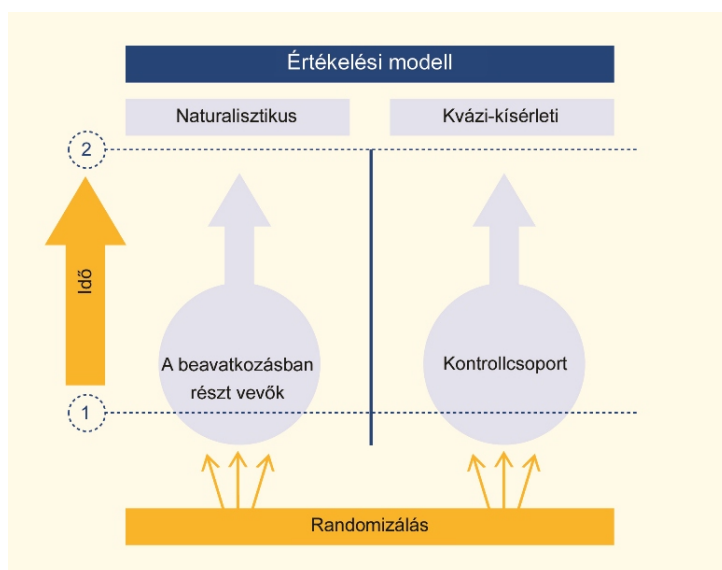 Értékelési modell
Naturalisztikus
Kvázi-kísérleti
2
Idő
A beavatkozásban
részt vevők
Kontrollcsoport
1
Randomizálás